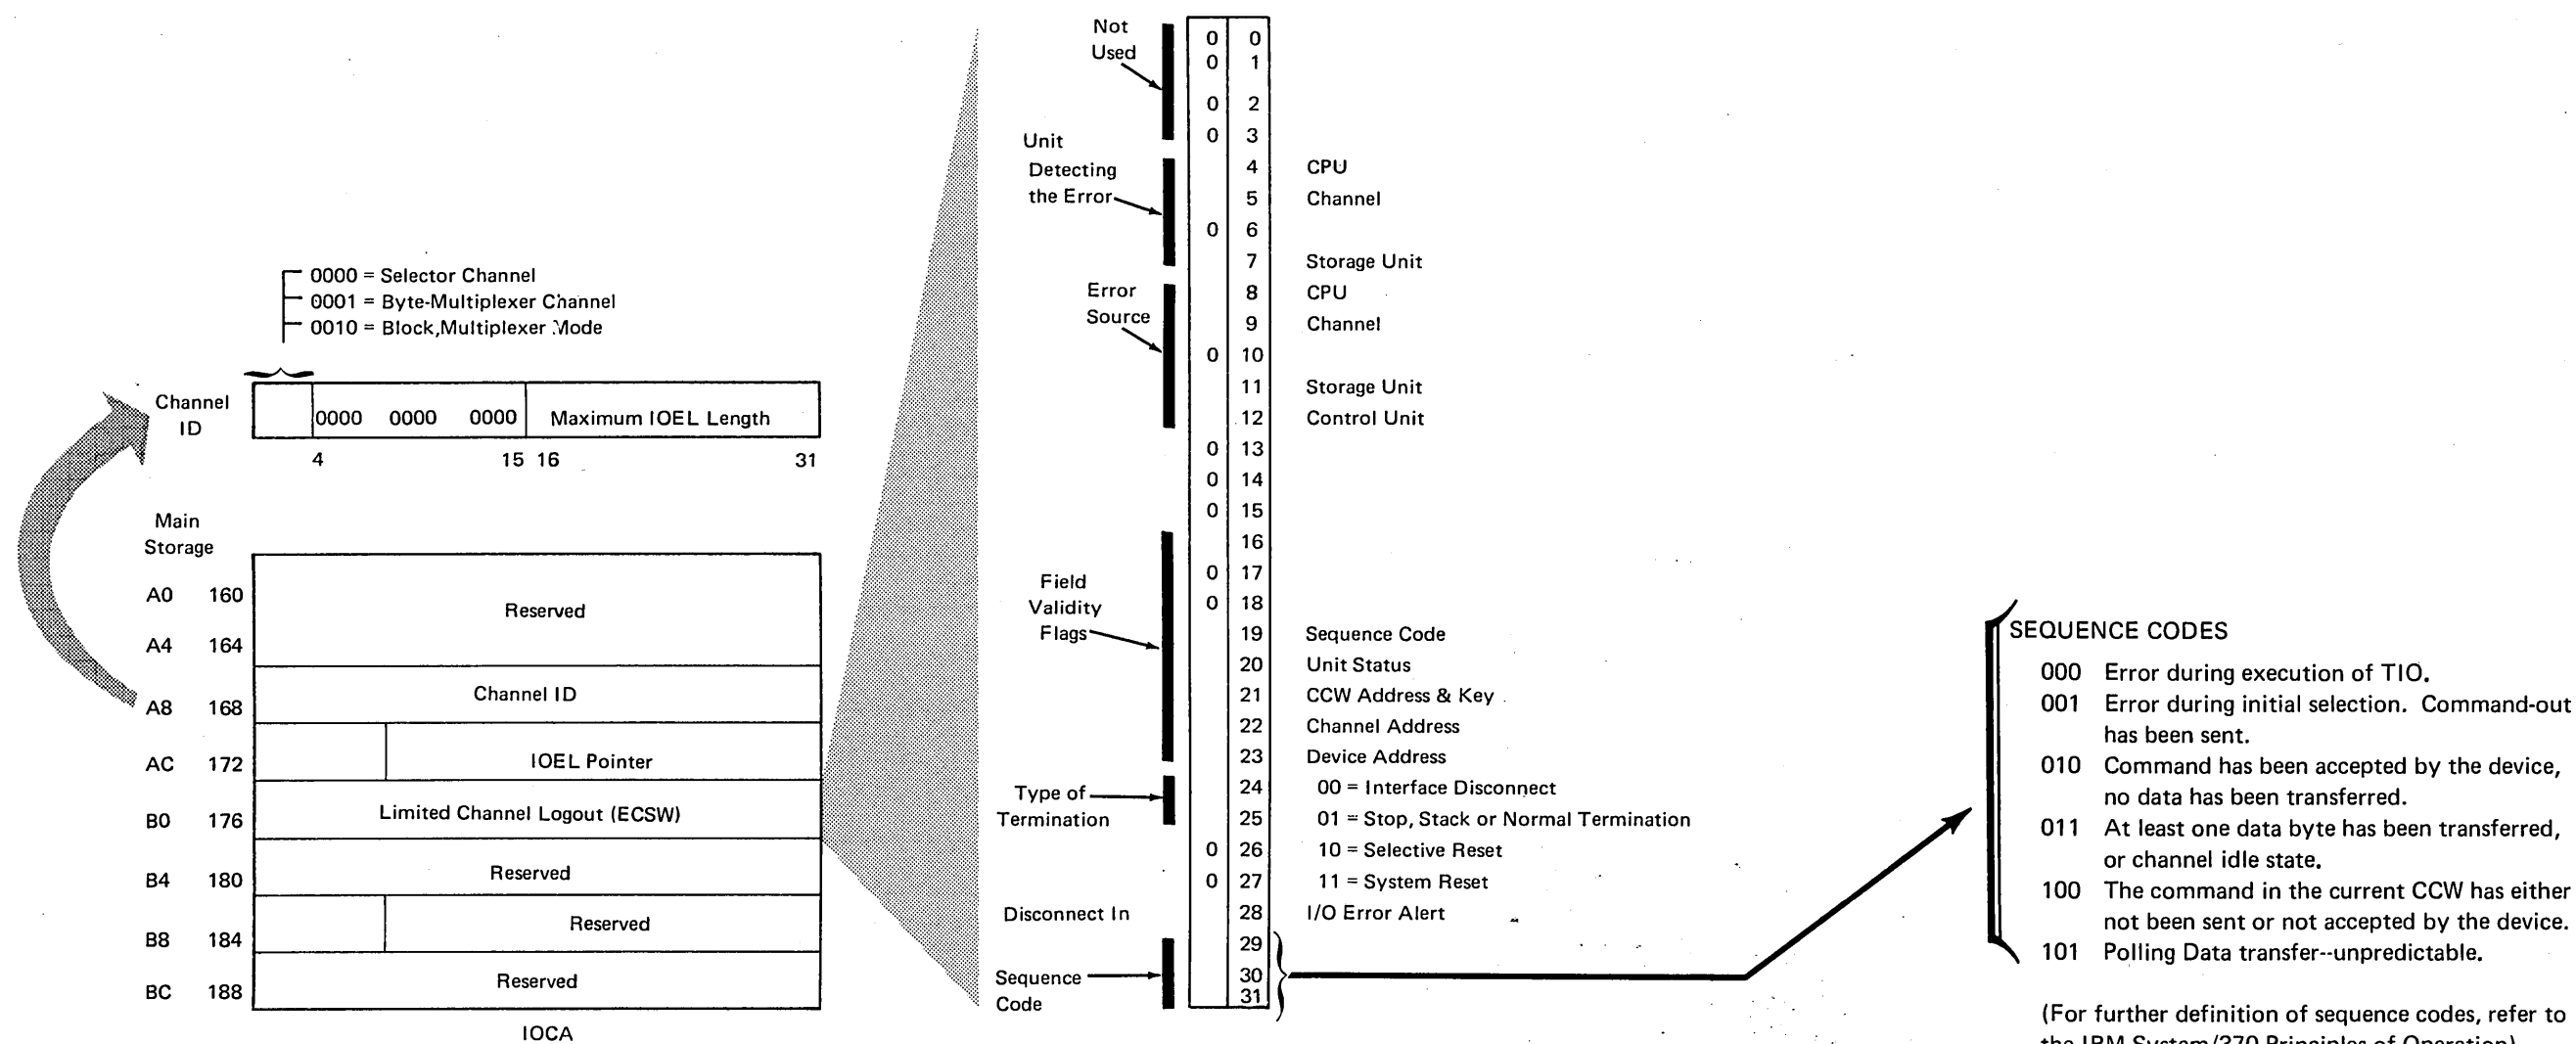 0000 = Selector Channel
0001 = Byte-Multiplexer Channel
0010 = Block,Multiplexer Mode
Channel
ID
0000 0000 0000 Maximum IOEL Length
4 15 16 31
Main
Storage
A0 160
Reserved
A4 164
Channel ID
A8 168
AC 172 IOEL Pointer
Limited Channel Logout (ECSW)
B0 176
Reserved
B4 180
Reserved
B8 184
Reserved
BC 188
IOCA
Not
Used
0 0
0 1
0 2
0 3
Unit
Detecting
the Error
4 CPU
5 Channel
0 6
7 Storage Unit
Error
Source
8 CPU
9 Channel
0 10
11 Storage Unit
12 Control Unit
0 13
0 14
0 15
Field
Validity
Flags
16
0 17
0 18
19 Sequence Code
20 Unit Status
21 CCW Address & Key
22 Channel Address
23 Device Address
Type of
Termination
24 00 = Interface Disconnect
25 01 = Stop, Stack or Normal Termination
0 26 10 = Selective Reset
0 27 11 = System Reset
Disconnect In 28 I/O Error Alert
Sequence
Code
29
30
31
SEQUENCE CODES
000 Error during execution of TIO.
001 Error during initial selection. Command-out
has been sent.
010 Command has been accepted by the device,
no data has been transferred.
011 At least one data byte has been transferred,
or channel idle state.
100 The command in the current CCW has either
not been sent or not accepted by the device.
101 Polling Data transfer--unpredictable.
(For further definition of sequence codes, refer to
the IBM System/370 Principles of Operation)